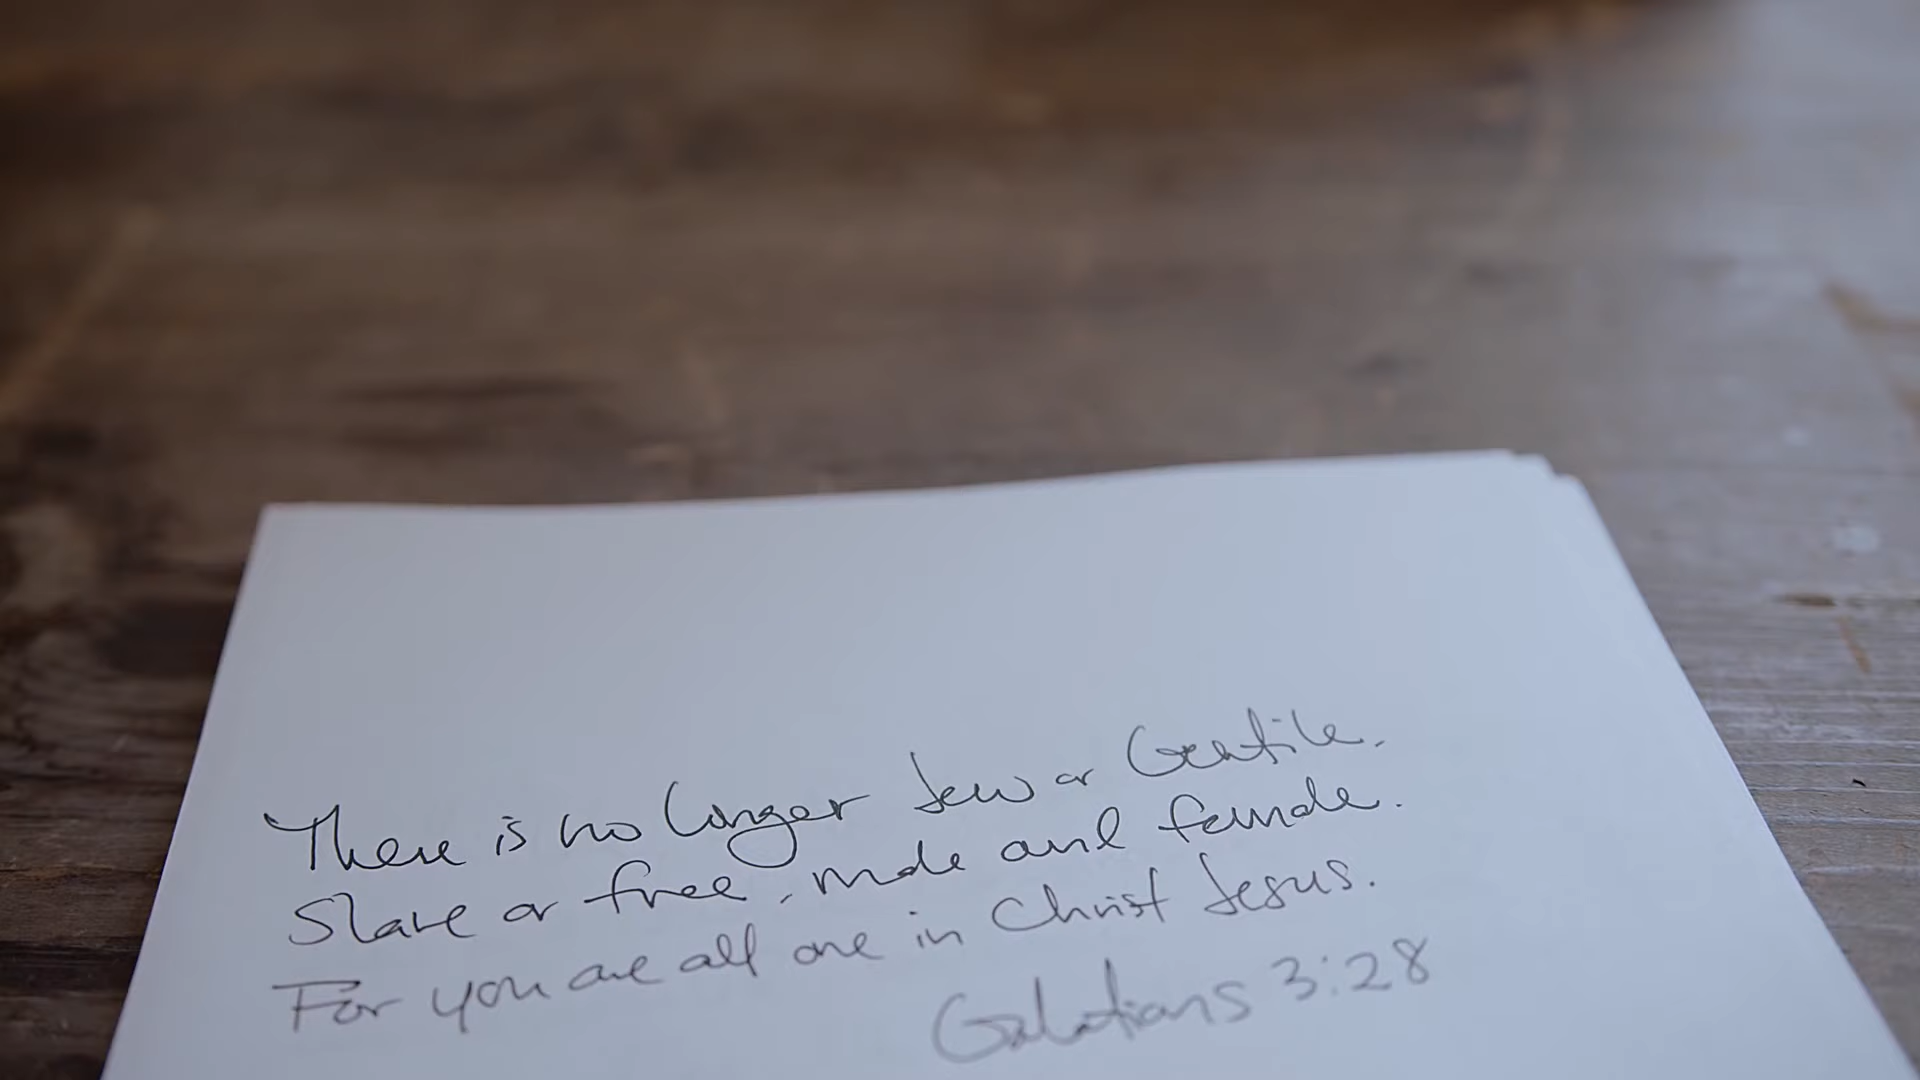 There is no longer Jew or Gentile.
Slave or free, male and female.
For you are all one in Christ Jesus.
Galatians 3:28